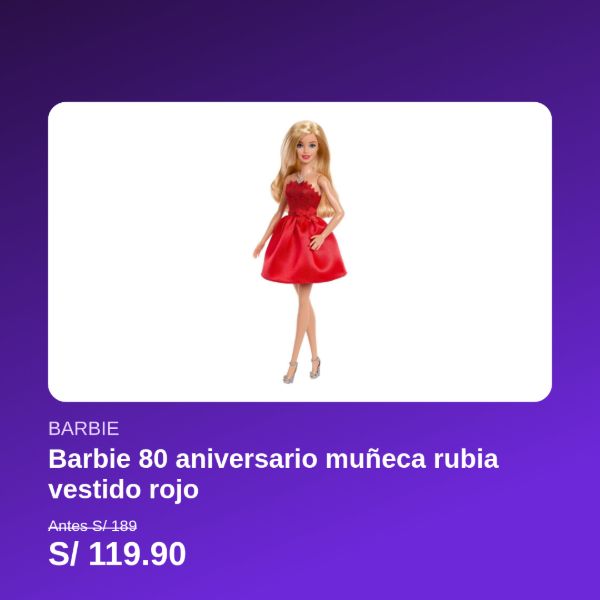 BARBIE
Barbie 80 aniversario muñeca rubia
vestido rojo
Antes S/ 189
S/ 119.90